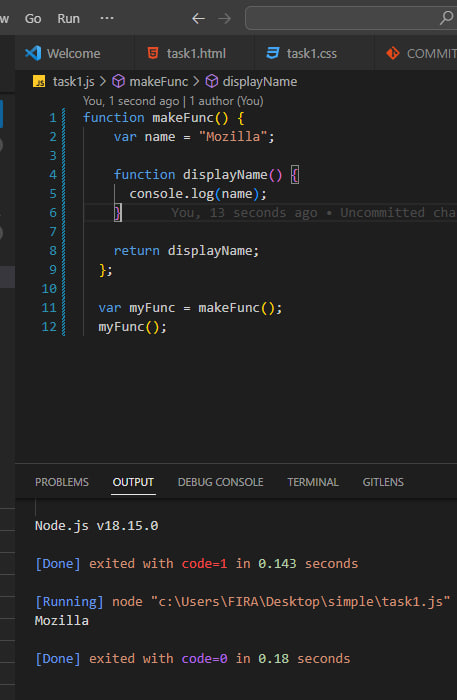 w Go Run ...
Welcome task1.html task1.css COMMIT
JS task1.js > makeFunc > displayName
You, 1 second ago | 1 author (You)
1 function makeFunc() {
2 var name = "Mozilla";
3
4 function displayName() {
5 console.log(name);
6 } You, 13 seconds ago • Uncommitted cha
7
8 return displayName;
9 };
10
11 var myFunc = makeFunc();
12 myFunc();
PROBLEMS OUTPUT DEBUG CONSOLE TERMINAL GITLENS
Node.js v18.15.0
[Done] exited with code=1 in 0.143 seconds
[Running] node "c:\Users\FIRA\Desktop\simple\task1.js"
Mozilla
[Done] exited with code=0 in 0.18 seconds